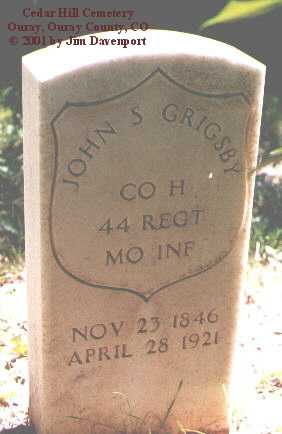 Cedar Hill Cemetery
Ouray, Ouray County, CO
© 2001 by Jim Davenport
JOHN S GRIGSBY
CO H
44 REGT
MO INF
NOV 23 1846
APRIL 28 1921